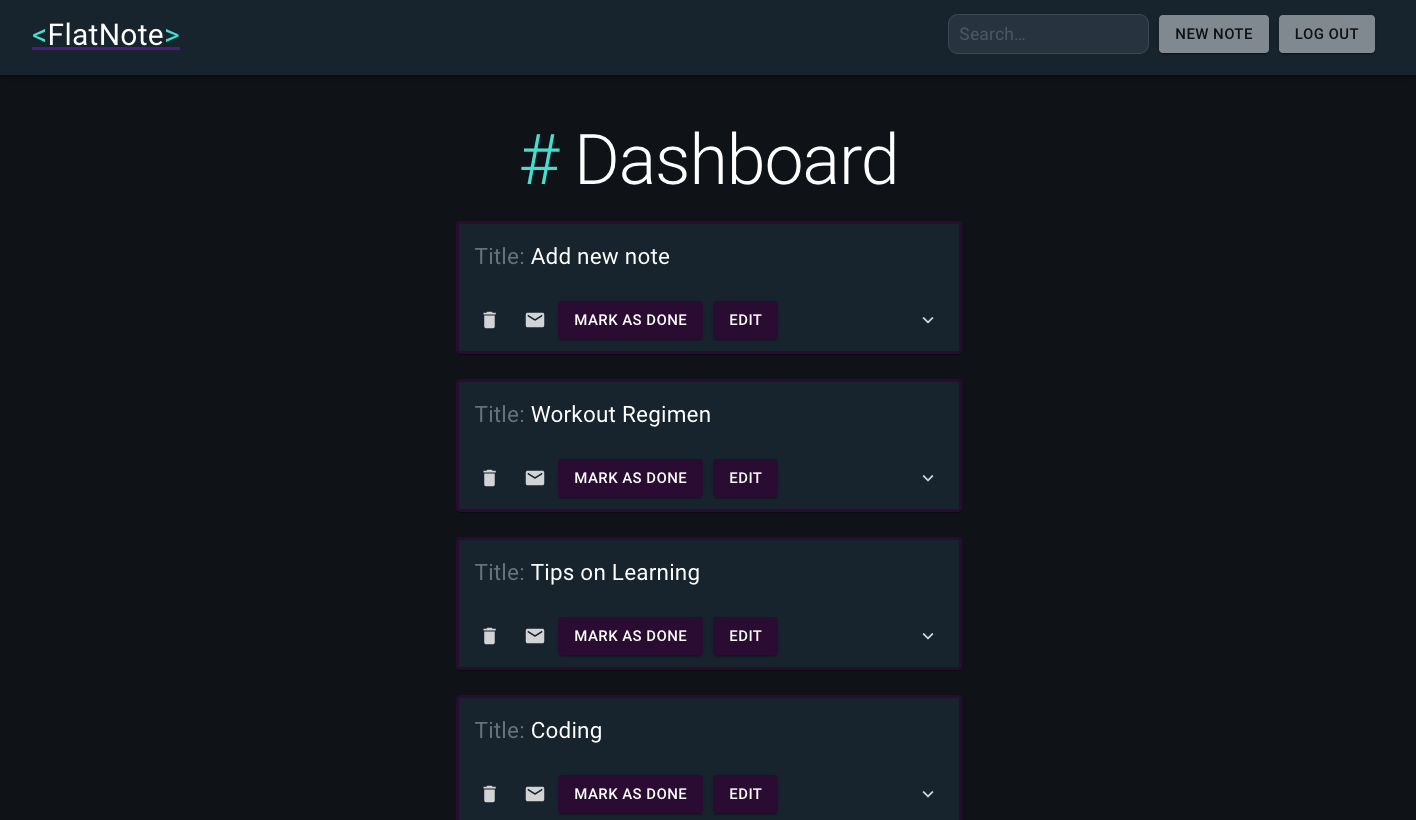 <FlatNote>
Search...
NEW NOTE
LOG OUT
# Dashboard
Title: Add new note
MARK AS DONE
EDIT
Title: Workout Regimen
MARK AS DONE
EDIT
Title: Tips on Learning
MARK AS DONE
EDIT
Title: Coding
MARK AS DONE
EDIT